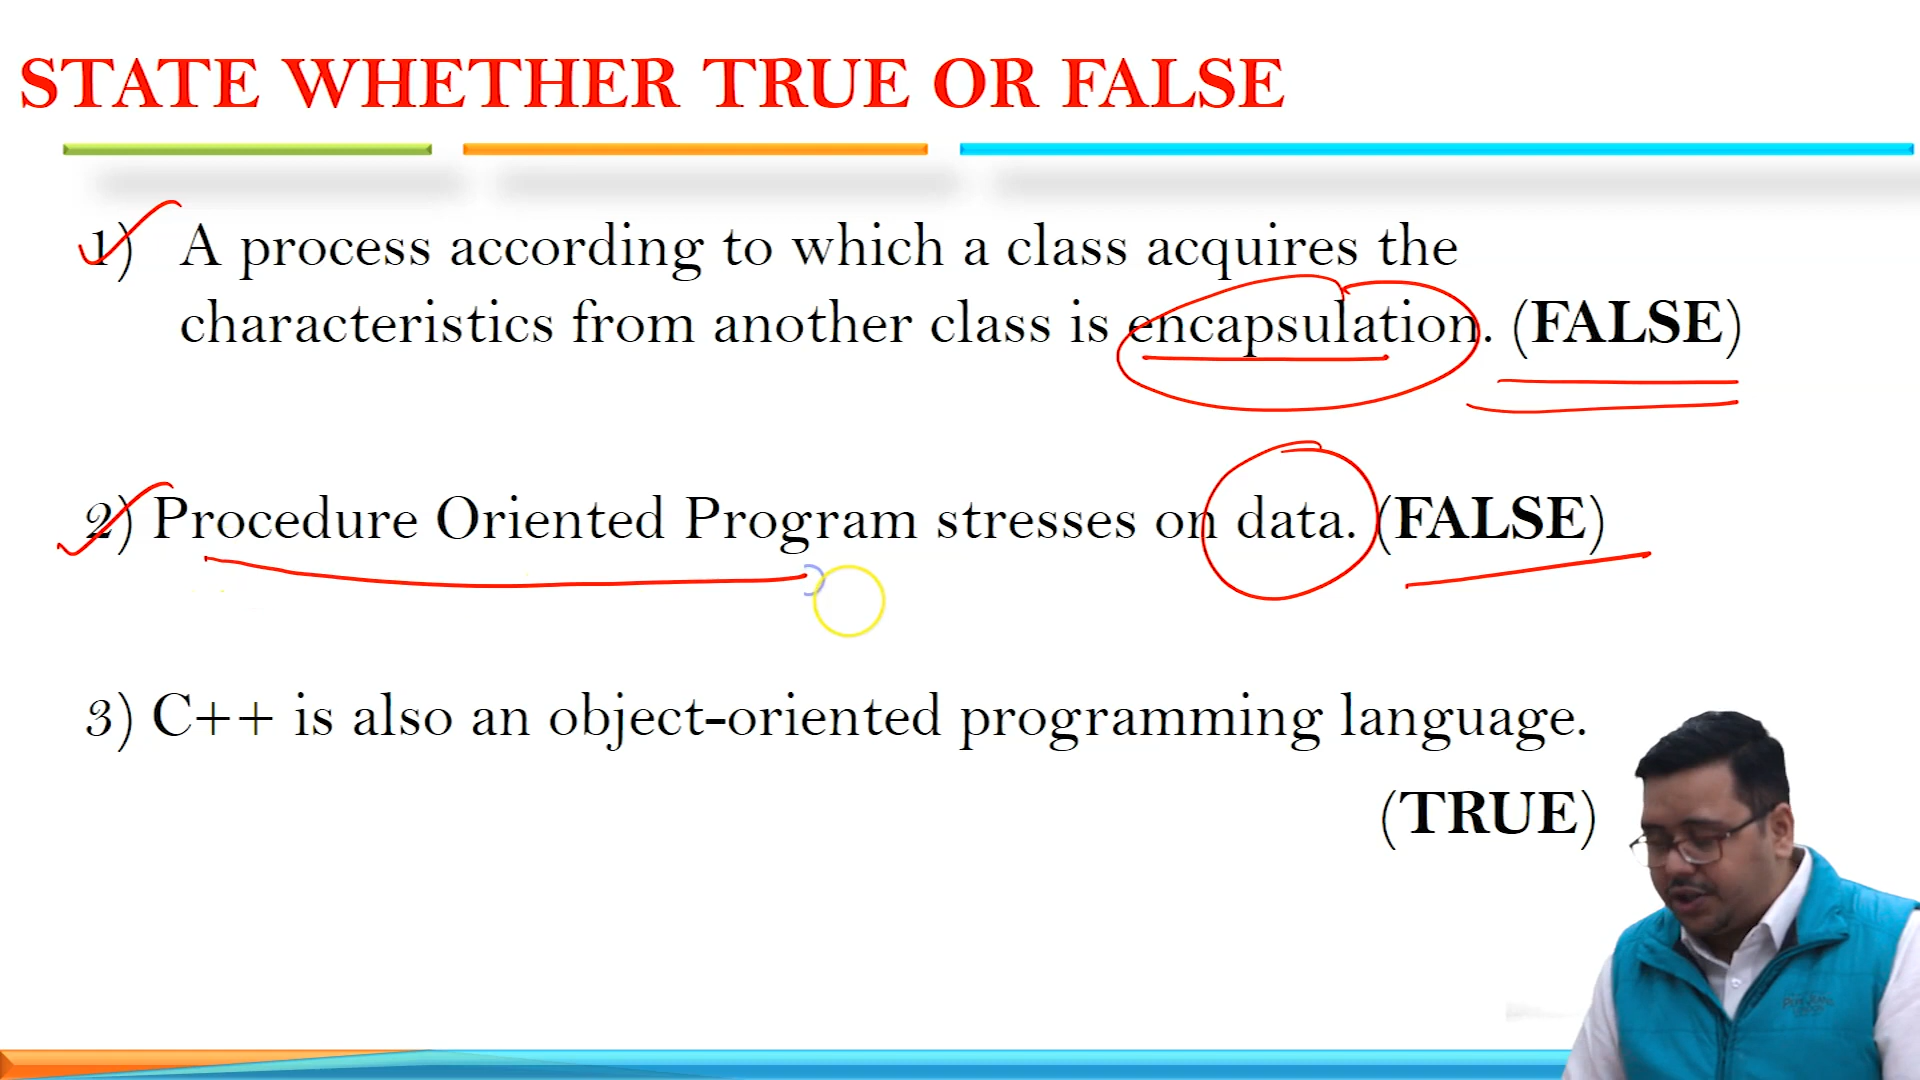 STATE WHETHER TRUE OR FALSE
1) A process according to which a class acquires the
characteristics from another class is encapsulation. (FALSE)
2) Procedure Oriented Program stresses on data. (FALSE)
3) C++ is also an object-oriented programming language.
(TRUE)